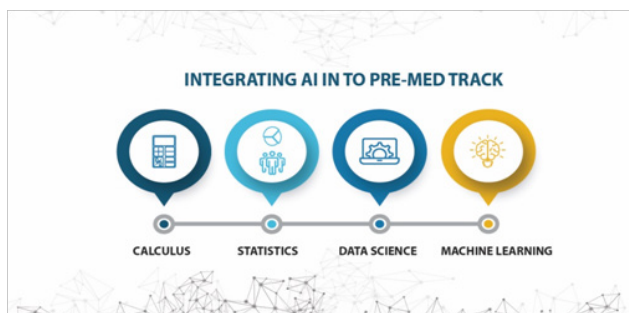 INTEGRATING AI IN TO PRE-MED TRACK
CALCULUS
STATISTICS
DATA SCIENCE
MACHINE LEARNING